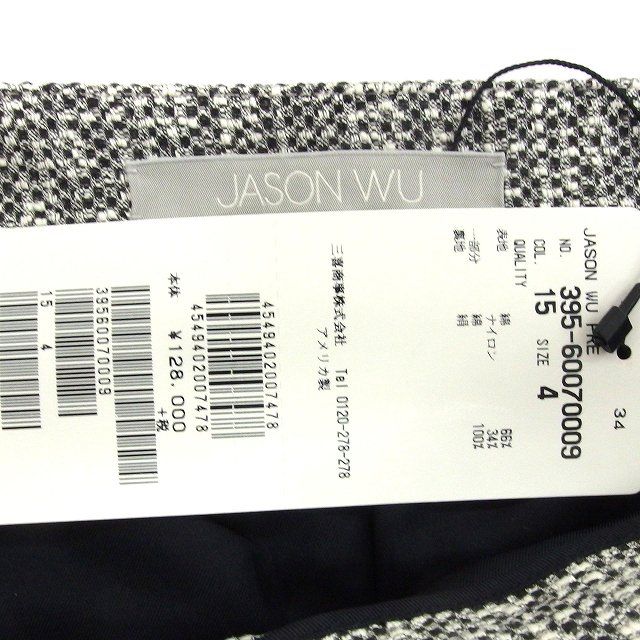 JASON WU
JASON WU PRE
34
NO. 395-60070009
COL. 15 SIZE 4
QUALITY
表地 綿 66%
ナイロン 34%
一部分 綿
裏地 絹 100%
三喜商事株式会社 Tel 0120-278-278
アメリカ製
4549402007478
4549402007478
本体 ¥128,000
+税
39560070009
15 4